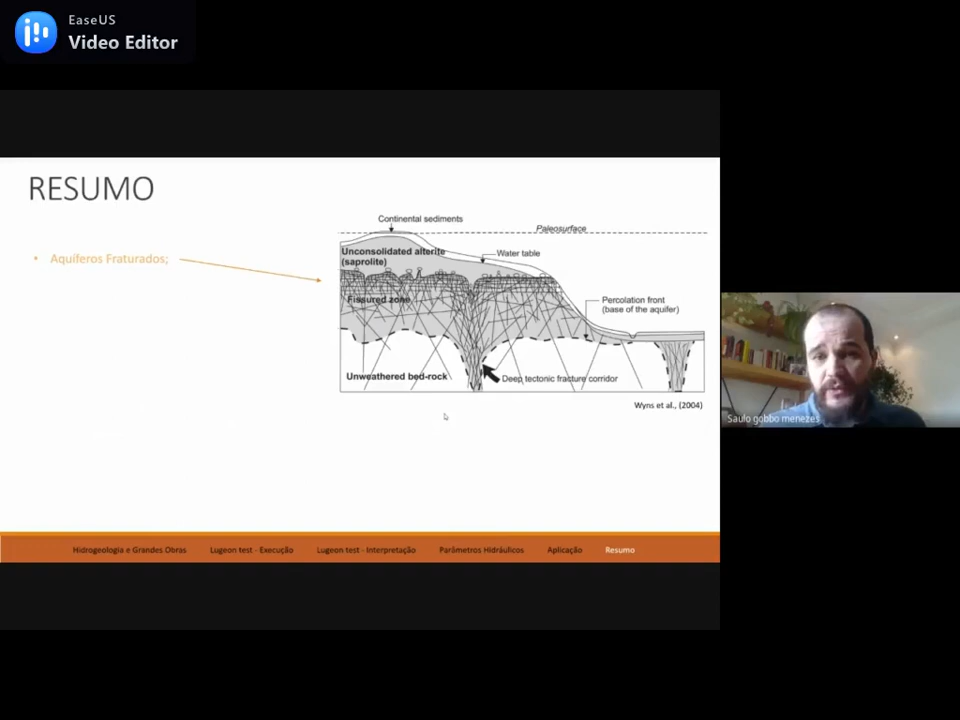 EaseUS
Video Editor
RESUMO
• Aquíferos Fraturados;
Continental sediments
Paleosurface
Unconsolidated alterite
(saprolite)
Water table
Fissured zone
Percolation front
(base of the aquifer)
Unweathered bed-rock
Deep tectonic fracture corridor
Wyns et al., (2004)
Saulo gobbo menezes
Hidrogeologia e Grandes Obras
Lugeon test - Execução
Lugeon test - Interpretação
Parâmetros Hidráulicos
Aplicação
Resumo